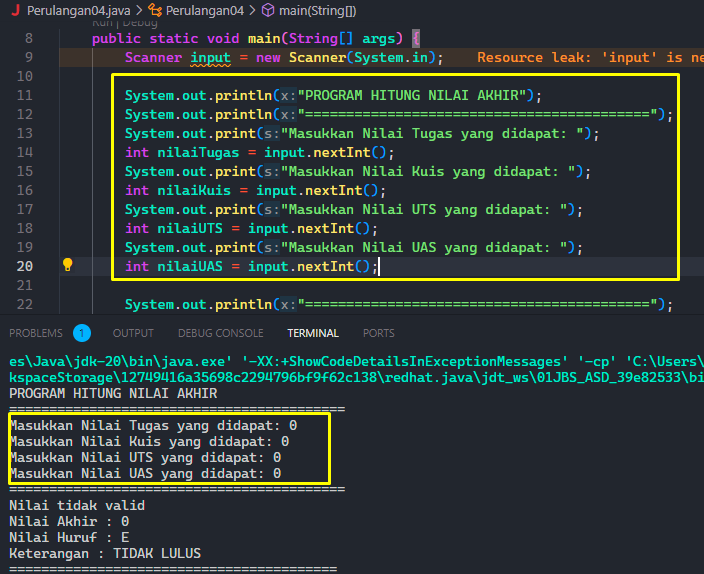 Perulangan04.java > Perulangan04 > main(String[])
Run | Debug
8 public static void main(String[] args) {
9 Scanner input = new Scanner(System.in); Resource leak: 'input' is ne
10
11 System.out.println(x:"PROGRAM HITUNG NILAI AKHIR");
12 System.out.println(x:"==========================================");
13 System.out.print(s:"Masukkan Nilai Tugas yang didapat: ");
14 int nilaiTugas = input.nextInt();
15 System.out.print(s:"Masukkan Nilai Kuis yang didapat: ");
16 int nilaiKuis = input.nextInt();
17 System.out.print(s:"Masukkan Nilai UTS yang didapat: ");
18 int nilaiUTS = input.nextInt();
19 System.out.print(s:"Masukkan Nilai UAS yang didapat: ");
20 int nilaiUAS = input.nextInt();
21
22 System.out.println(x:"==========================================");
PROBLEMS 1 OUTPUT DEBUG CONSOLE TERMINAL PORTS
es\Java\jdk-20\bin\java.exe' '-XX:+ShowCodeDetailsInExceptionMessages' '-cp' 'C:\Users\
kspaceStorage\12749416a35698c2294796bf9f62c138\redhat.java\jdt_ws\01JBS_ASD_39e82533\bi
PROGRAM HITUNG NILAI AKHIR
==========================================
Masukkan Nilai Tugas yang didapat: 0
Masukkan Nilai Kuis yang didapat: 0
Masukkan Nilai UTS yang didapat: 0
Masukkan Nilai UAS yang didapat: 0
==========================================
Nilai tidak valid
Nilai Akhir : 0
Nilai Huruf : E
Keterangan : TIDAK LULUS
=========================================